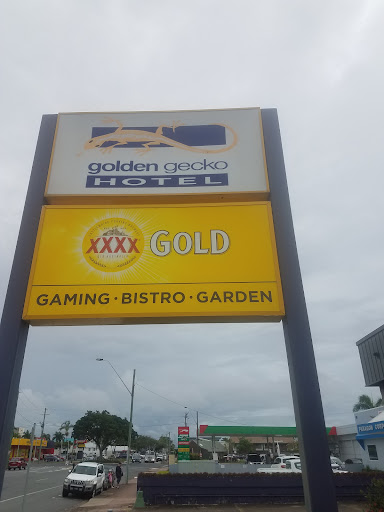 golden gecko
HOTEL
XXXX GOLD
GAMING · BISTRO · GARDEN